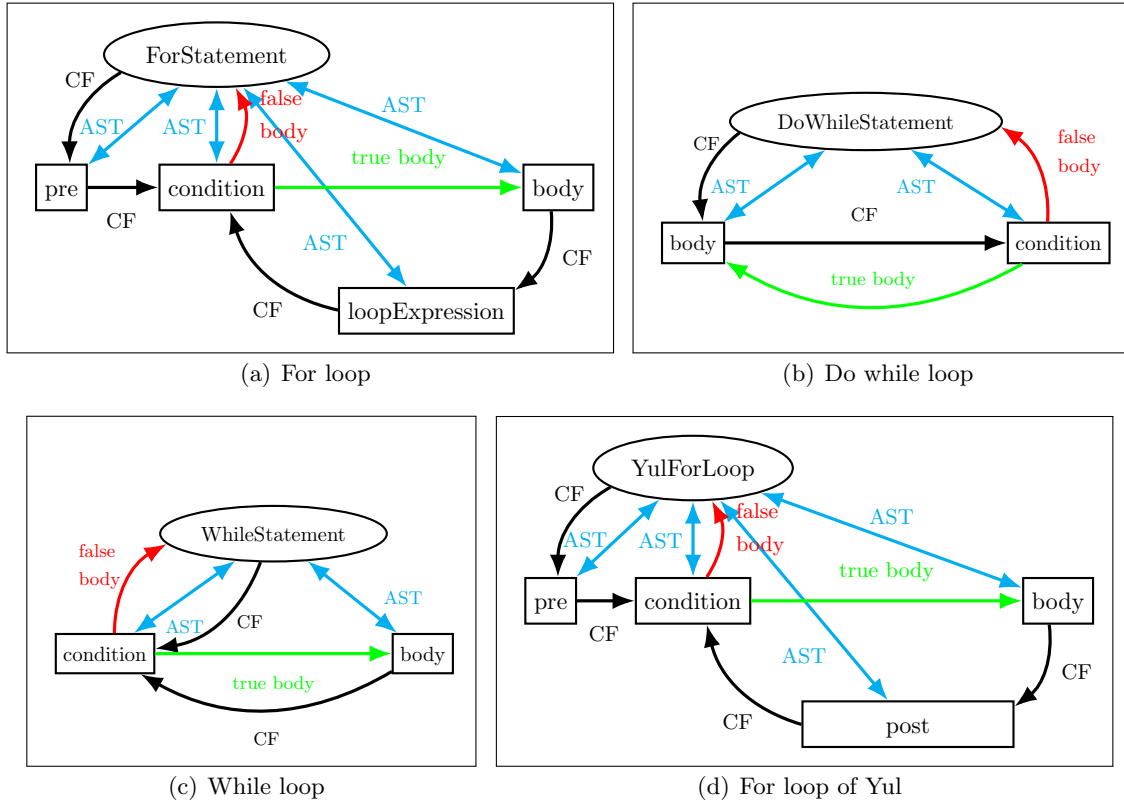 ForStatement
CF
false
AST
AST
AST
body
true body
pre
condition
body
CF
AST
CF
CF
loopExpression
(a) For loop
DoWhileStatement
CF
false
body
AST
AST
CF
body
condition
true body
(b) Do while loop
WhileStatement
false
body
AST
AST
CF
condition
body
true body
CF
(c) While loop
YulForLoop
CF
false
AST
AST
AST
body
true body
pre
condition
body
CF
AST
CF
CF
post
(d) For loop of Yul